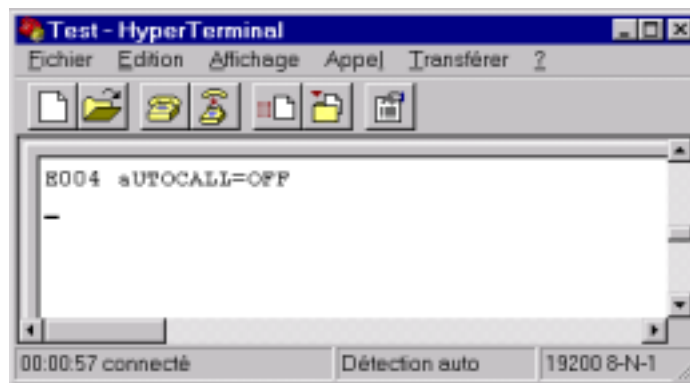 Test - HyperTerminal
Fichier Edition Affichage Appel Transférer ?
E004 aUTOCALL=OFF
00:00:57 connecté Détection auto 19200 8-N-1